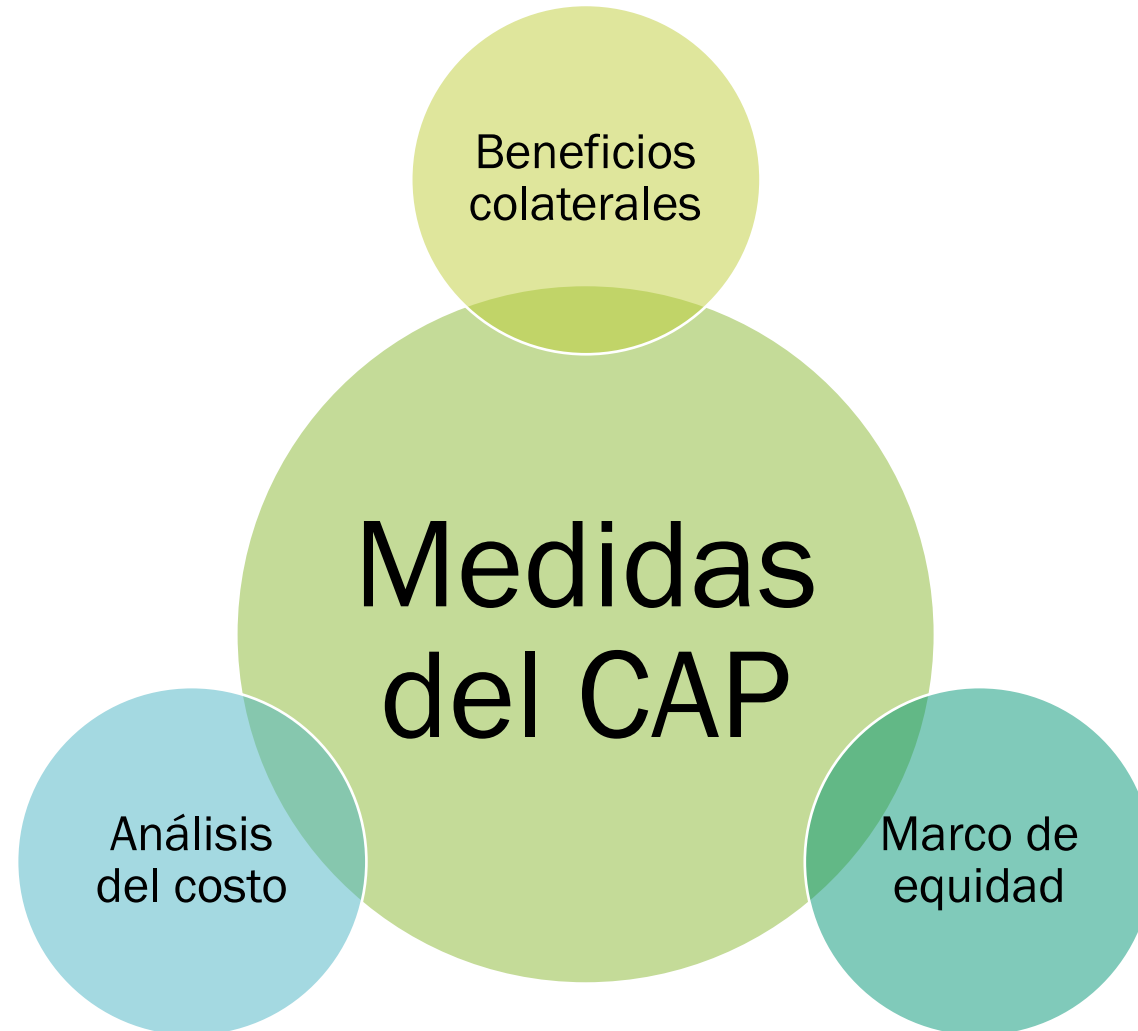 Beneficios
colaterales
Medidas
del CAP
Análisis
del costo
Marco de
equidad